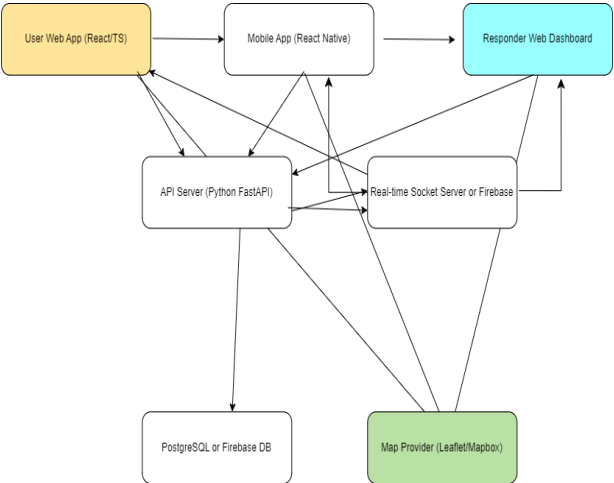 User Web App (React/TS)
Mobile App (React Native)
Responder Web Dashboard
API Server (Python FastAPI)
Real-time Socket Server or Firebase
PostgreSQL or Firebase DB
Map Provider (Leaflet/Mapbox)